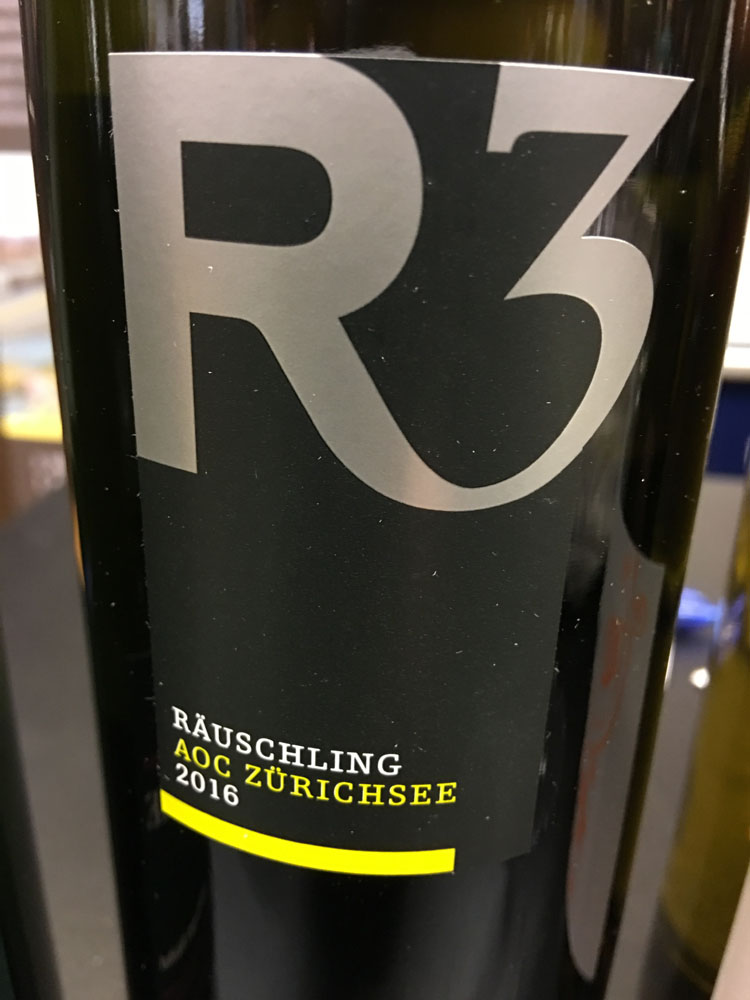 R3
RÄUSCHLING
AOC ZÜRICHSEE
2016